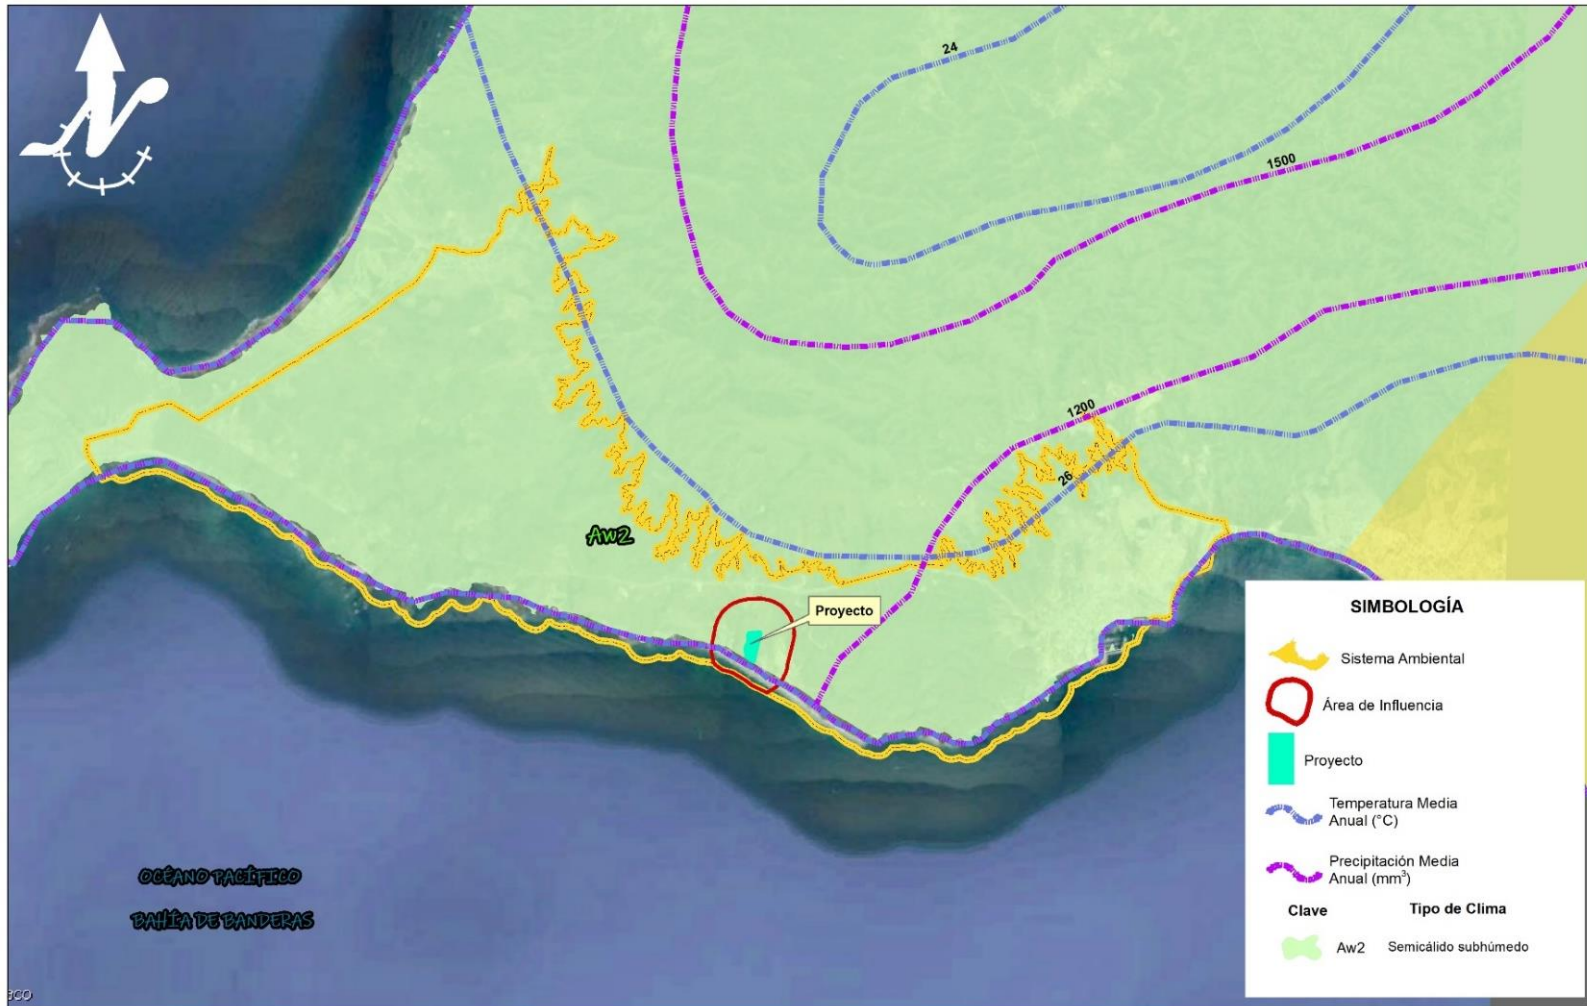 24
1500
1200
26
Aw2
Proyecto
OCÉANO PACÍFICO
BAHÍA DE BANDERAS
SIMBOLOGÍA
Sistema Ambiental
Área de Influencia
Proyecto
Temperatura Media
Anual (°C)
Precipitación Media
Anual (mm³)
Clave Tipo de Clima
Aw2 Semicálido subhúmedo